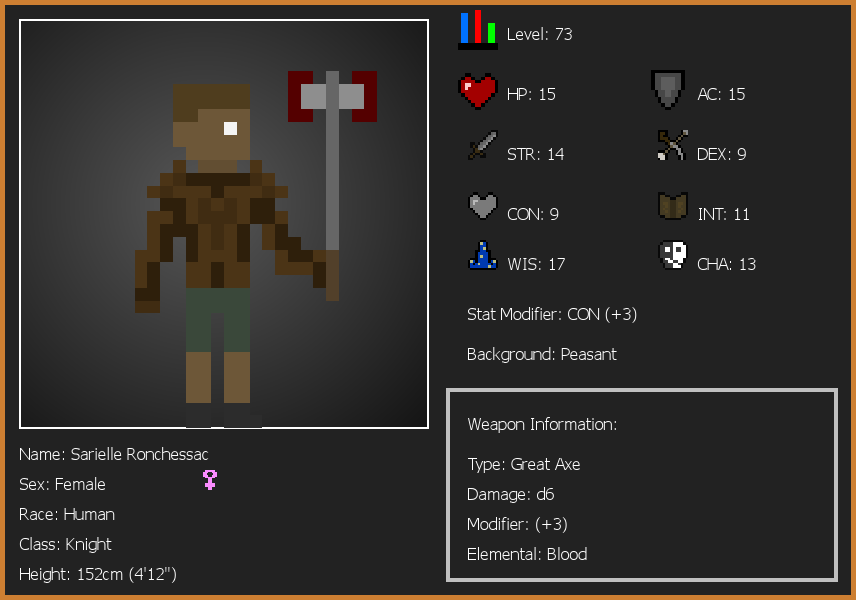 Level: 73
HP: 15
AC: 15
STR: 14
DEX: 9
CON: 9
INT: 11
WIS: 17
CHA: 13
Stat Modifier: CON (+3)
Background: Peasant
Weapon Information:
Type: Great Axe
Damage: d6
Modifier: (+3)
Elemental: Blood
Name: Sarielle Ronchessac
Sex: Female
Race: Human
Class: Knight
Height: 152cm (4'12")